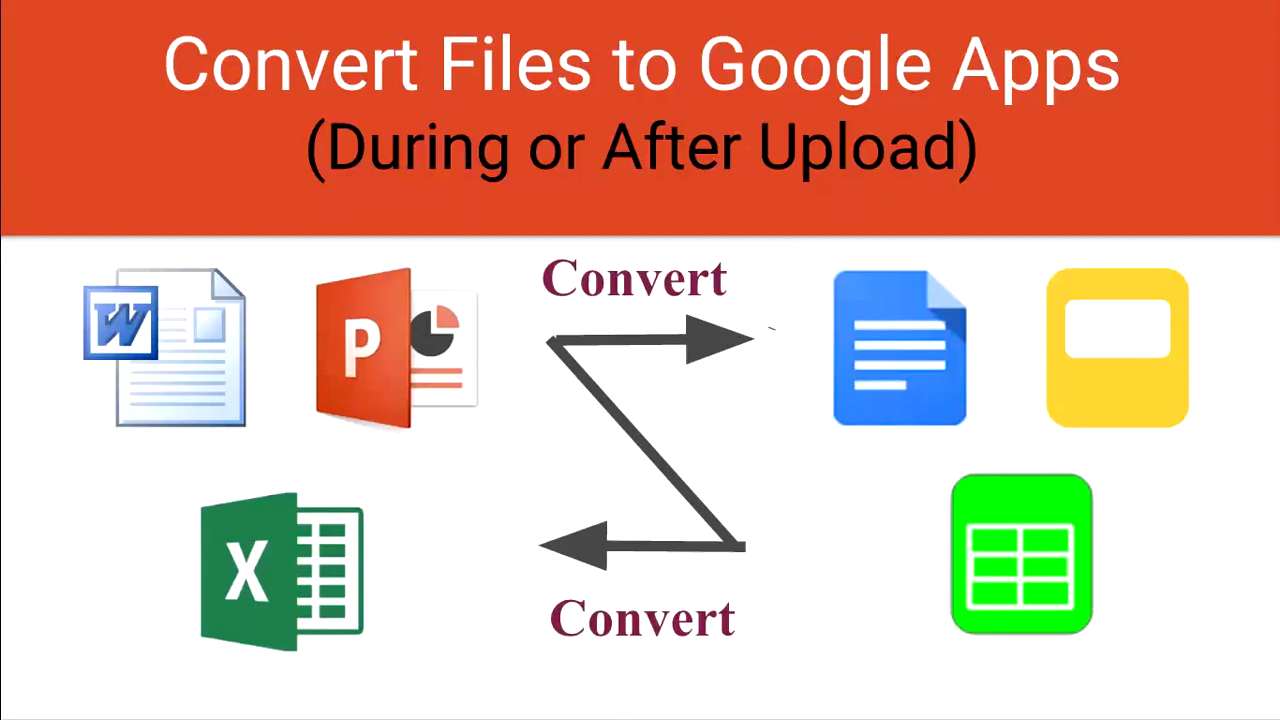 Convert Files to Google Apps
(During or After Upload)
Convert
W
P
X
Convert